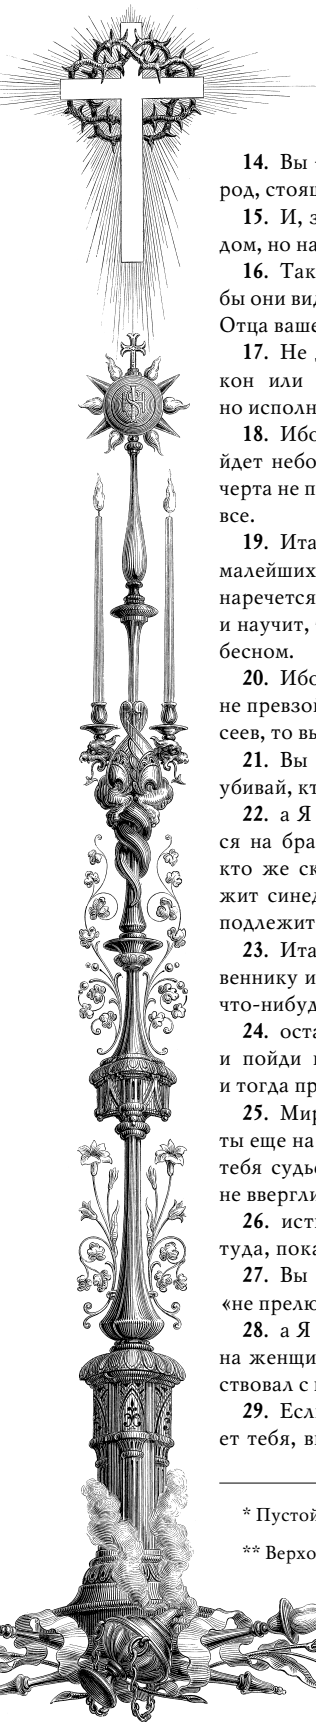 IHS
14. Вы
род, стоящ
15. И, з
дом, но на
16. Так
бы они вид
Отца ваше
17. Не
кон или
но исполн
18. Ибо
йдет небо
черта не п
все.
19. Ита
малейших
наречется
и научит,
бесном.
20. Ибо
не превзо
сеев, то вы
21. Вы
убивай, кт
22. а Я
ся на бра
кто же ск
жит синед
подлежит
23. Ита
веннику и
что-нибуд
24. оста
и пойди
и тогда пр
25. Мир
ты еще на
тебя судье
не ввергли
26. исти
туда, пока
27. Вы
«не прелю
28. а Я
на женщи
ствовал с
29. Если
ет тебя, в
* Пустой
** Верхо